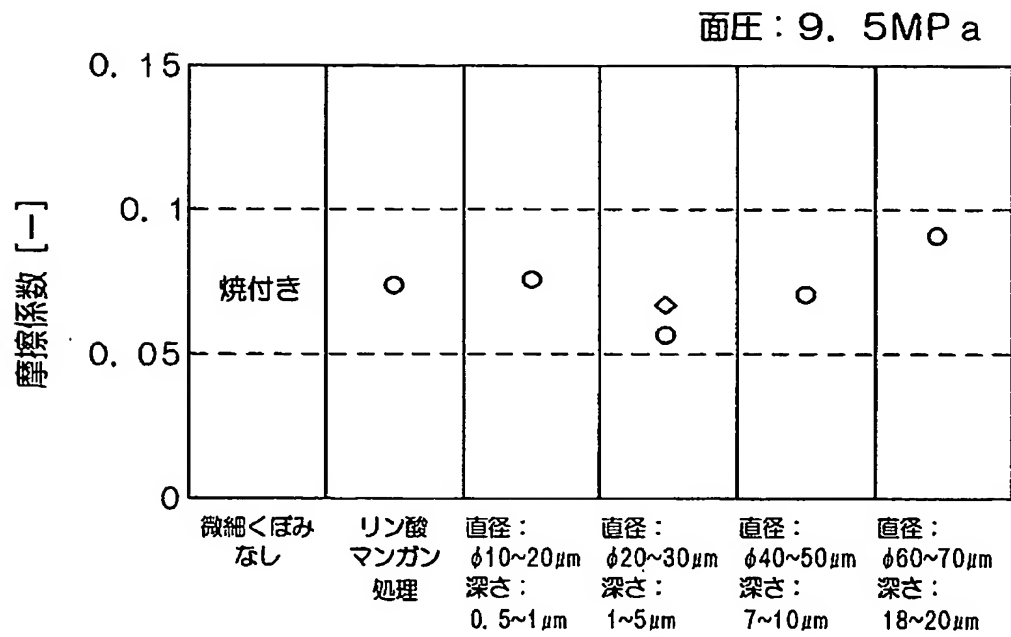 面圧：9. 5MPa
0. 15
0. 1
0. 05
0
摩擦係数 [—]
焼付き
微細くぼみ
なし
リン酸
マンガン
処理
直径：
φ10~20μm
深さ：
0. 5~1μm
直径：
φ20~30μm
深さ：
1~5μm
直径：
φ40~50μm
深さ：
7~10μm
直径：
φ60~70μm
深さ：
18~20μm